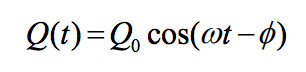 Q(t) = Q₀ cos(ωt − ϕ)